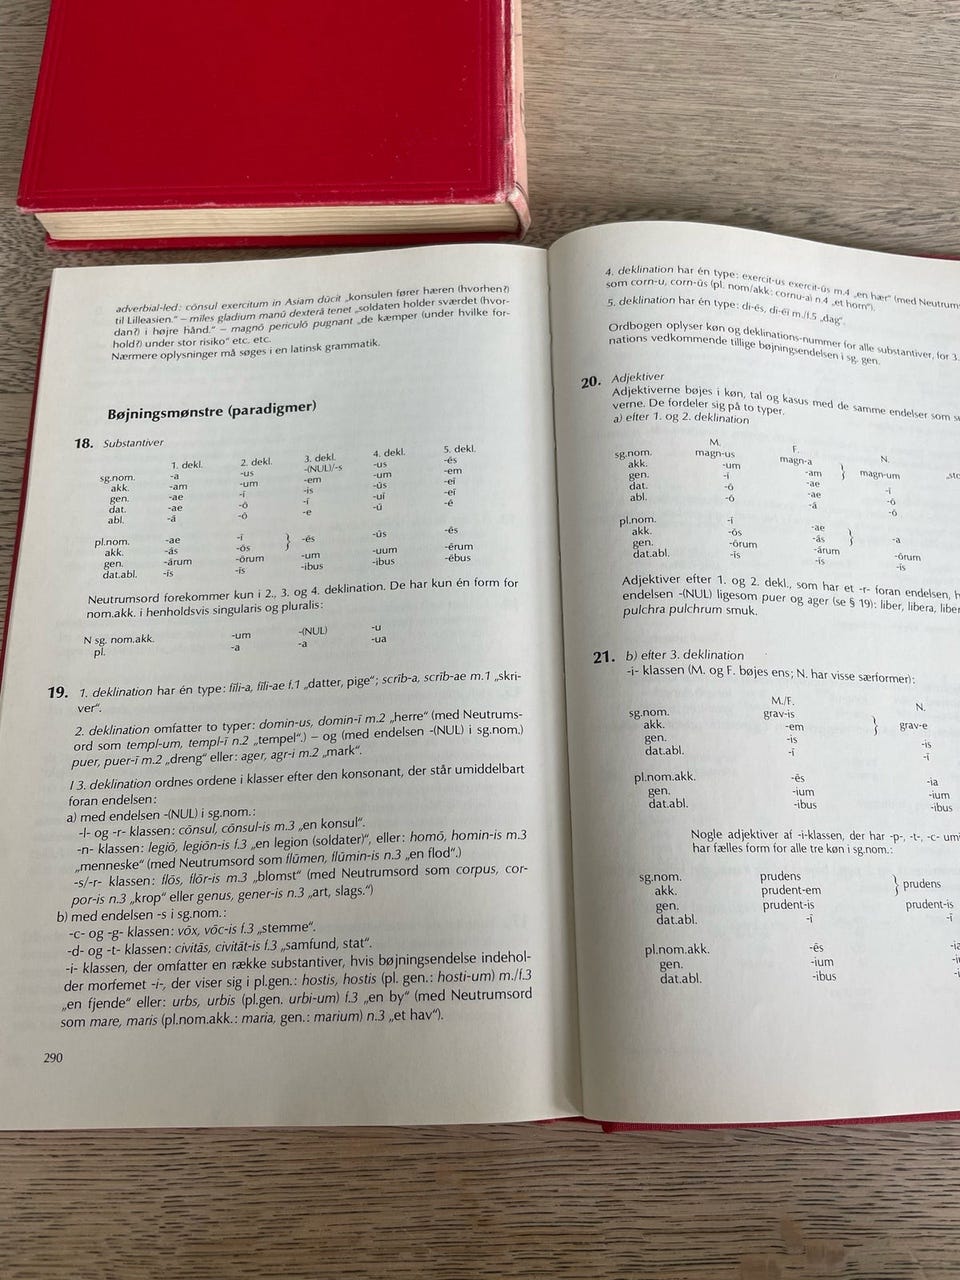 adverbial-led: cōnsul exercitum in Asiam dūcit „konsulen fører hæren (hvorhen?)
til Lilleasien." – mīles gladium manū dexterā tenet „soldaten holder sværdet (hvor-
dan?) i højre hånd." – magnō perīculō pugnant „de kæmper (under hvilke for-
hold?) under stor risiko" etc. etc.
Nærmere oplysninger må søges i en latinsk grammatik.
Bøjningsmønstre (paradigmer)
18. Substantiver
1. dekl. 2. dekl. 3. dekl. 4. dekl. 5. dekl.
sg.nom. -a -us -(NUL)/-s -us -ēs
akk. -am -um -em -um -em
gen. -ae -ī -is -ūs -eī
dat. -ae -ō -ī -uī -eī
abl. -ā -ō -e -ū -ē
pl.nom. -ae -ī } -ēs -ūs -ēs
akk. -ās -ōs
gen. -ārum -ōrum -um -uum -ērum
dat.abl. -īs -īs -ibus -ibus -ēbus
Neutrumsord forekommer kun i 2., 3. og 4. deklination. De har kun én form for
nom.akk. i henholdsvis singularis og pluralis:
N sg. nom.akk. -um -(NUL) -u
pl. -a -a -ua
19. 1. deklination har én type: fīli-a, fīli-ae f.1 „datter, pige"; scrīb-a, scrīb-ae m.1 „skri-
ver".
2. deklination omfatter to typer: domin-us, domin-ī m.2 „herre" (med Neutrums-
ord som templ-um, templ-ī n.2 „tempel".) – og (med endelsen -(NUL) i sg.nom.)
puer, puer-ī m.2 „dreng" eller: ager, agr-ī m.2 „mark".
I 3. deklination ordnes ordene i klasser efter den konsonant, der står umiddelbart
foran endelsen:
a) med endelsen -(NUL) i sg.nom.:
-l- og -r- klassen: cōnsul, cōnsul-is m.3 „en konsul".
-n- klassen: legiō, legiōn-is f.3 „en legion (soldater)", eller: homō, homin-is m.3
„menneske" (med Neutrumsord som flūmen, flūmin-is n.3 „en flod".)
-s/-r- klassen: flōs, flōr-is m.3 „blomst" (med Neutrumsord som corpus, cor-
por-is n.3 „krop" eller genus, gener-is n.3 „art, slags.")
b) med endelsen -s i sg.nom.:
-c- og -g- klassen: vōx, vōc-is f.3 „stemme".
-d- og -t- klassen: cīvitās, cīvitāt-is f.3 „samfund, stat".
-i- klassen, der omfatter en række substantiver, hvis bøjningsendelse indehol-
der morfemet -i-, der viser sig i pl.gen.: hostis, hostis (pl. gen.: hosti-um) m./f.3
„en fjende" eller: urbs, urbis (pl.gen. urbi-um) f.3 „en by" (med Neutrumsord
som mare, maris (pl.nom.akk.: maria, gen.: marium) n.3 „et hav").
290
4. deklination har én type: exercit-us exercit-ūs m.4 „en hær" (med Neutrums
som corn-u, corn-ūs (pl. nom/akk: cornu-a) n.4 „et horn").
5. deklination har én type: di-ēs, di-ēī m./f.5 „dag".
Ordbogen oplyser køn og deklinations-nummer for alle substantiver, for 3.
nations vedkommende tillige bøjningsendelsen i sg. gen.
20. Adjektiver
Adjektiverne bøjes i køn, tal og kasus med de samme endelser som
verne. De fordeler sig på to typer.
a) efter 1. og 2. deklination
M. F. N.
sg.nom. magn-us magn-a } magn-um
akk. -um -am
gen. -ī -ae -ī
dat. -ō -ae -ō
abl. -ō -ā -ō
pl.nom. -ī -ae } -a
akk. -ōs -ās
gen. -ōrum -ārum -ōrum
dat.abl. -īs -īs -īs
Adjektiver efter 1. og 2. dekl., som har et -r- foran endelsen,
endelsen -(NUL) ligesom puer og ager (se § 19): liber, libera,
pulchra pulchrum smuk.
21. b) efter 3. deklination
-i- klassen (M. og F. bøjes ens; N. har visse særformer):
M./F. N.
sg.nom. grav-is } grav-e
akk. -em
gen. -is -is
dat.abl. -ī -ī
pl.nom.akk. -ēs -ia
gen. -ium -ium
dat.abl. -ibus -ibus
Nogle adjektiver af -i-klassen, der har -p-, -t-, -c-
har fælles form for alle tre køn i sg.nom.:
sg.nom. prudens } prudens
akk. prudent-em
gen. prudent-is prudent-is
dat.abl. -ī -ī
pl.nom.akk. -ēs
gen. -ium
dat.abl. -ibus